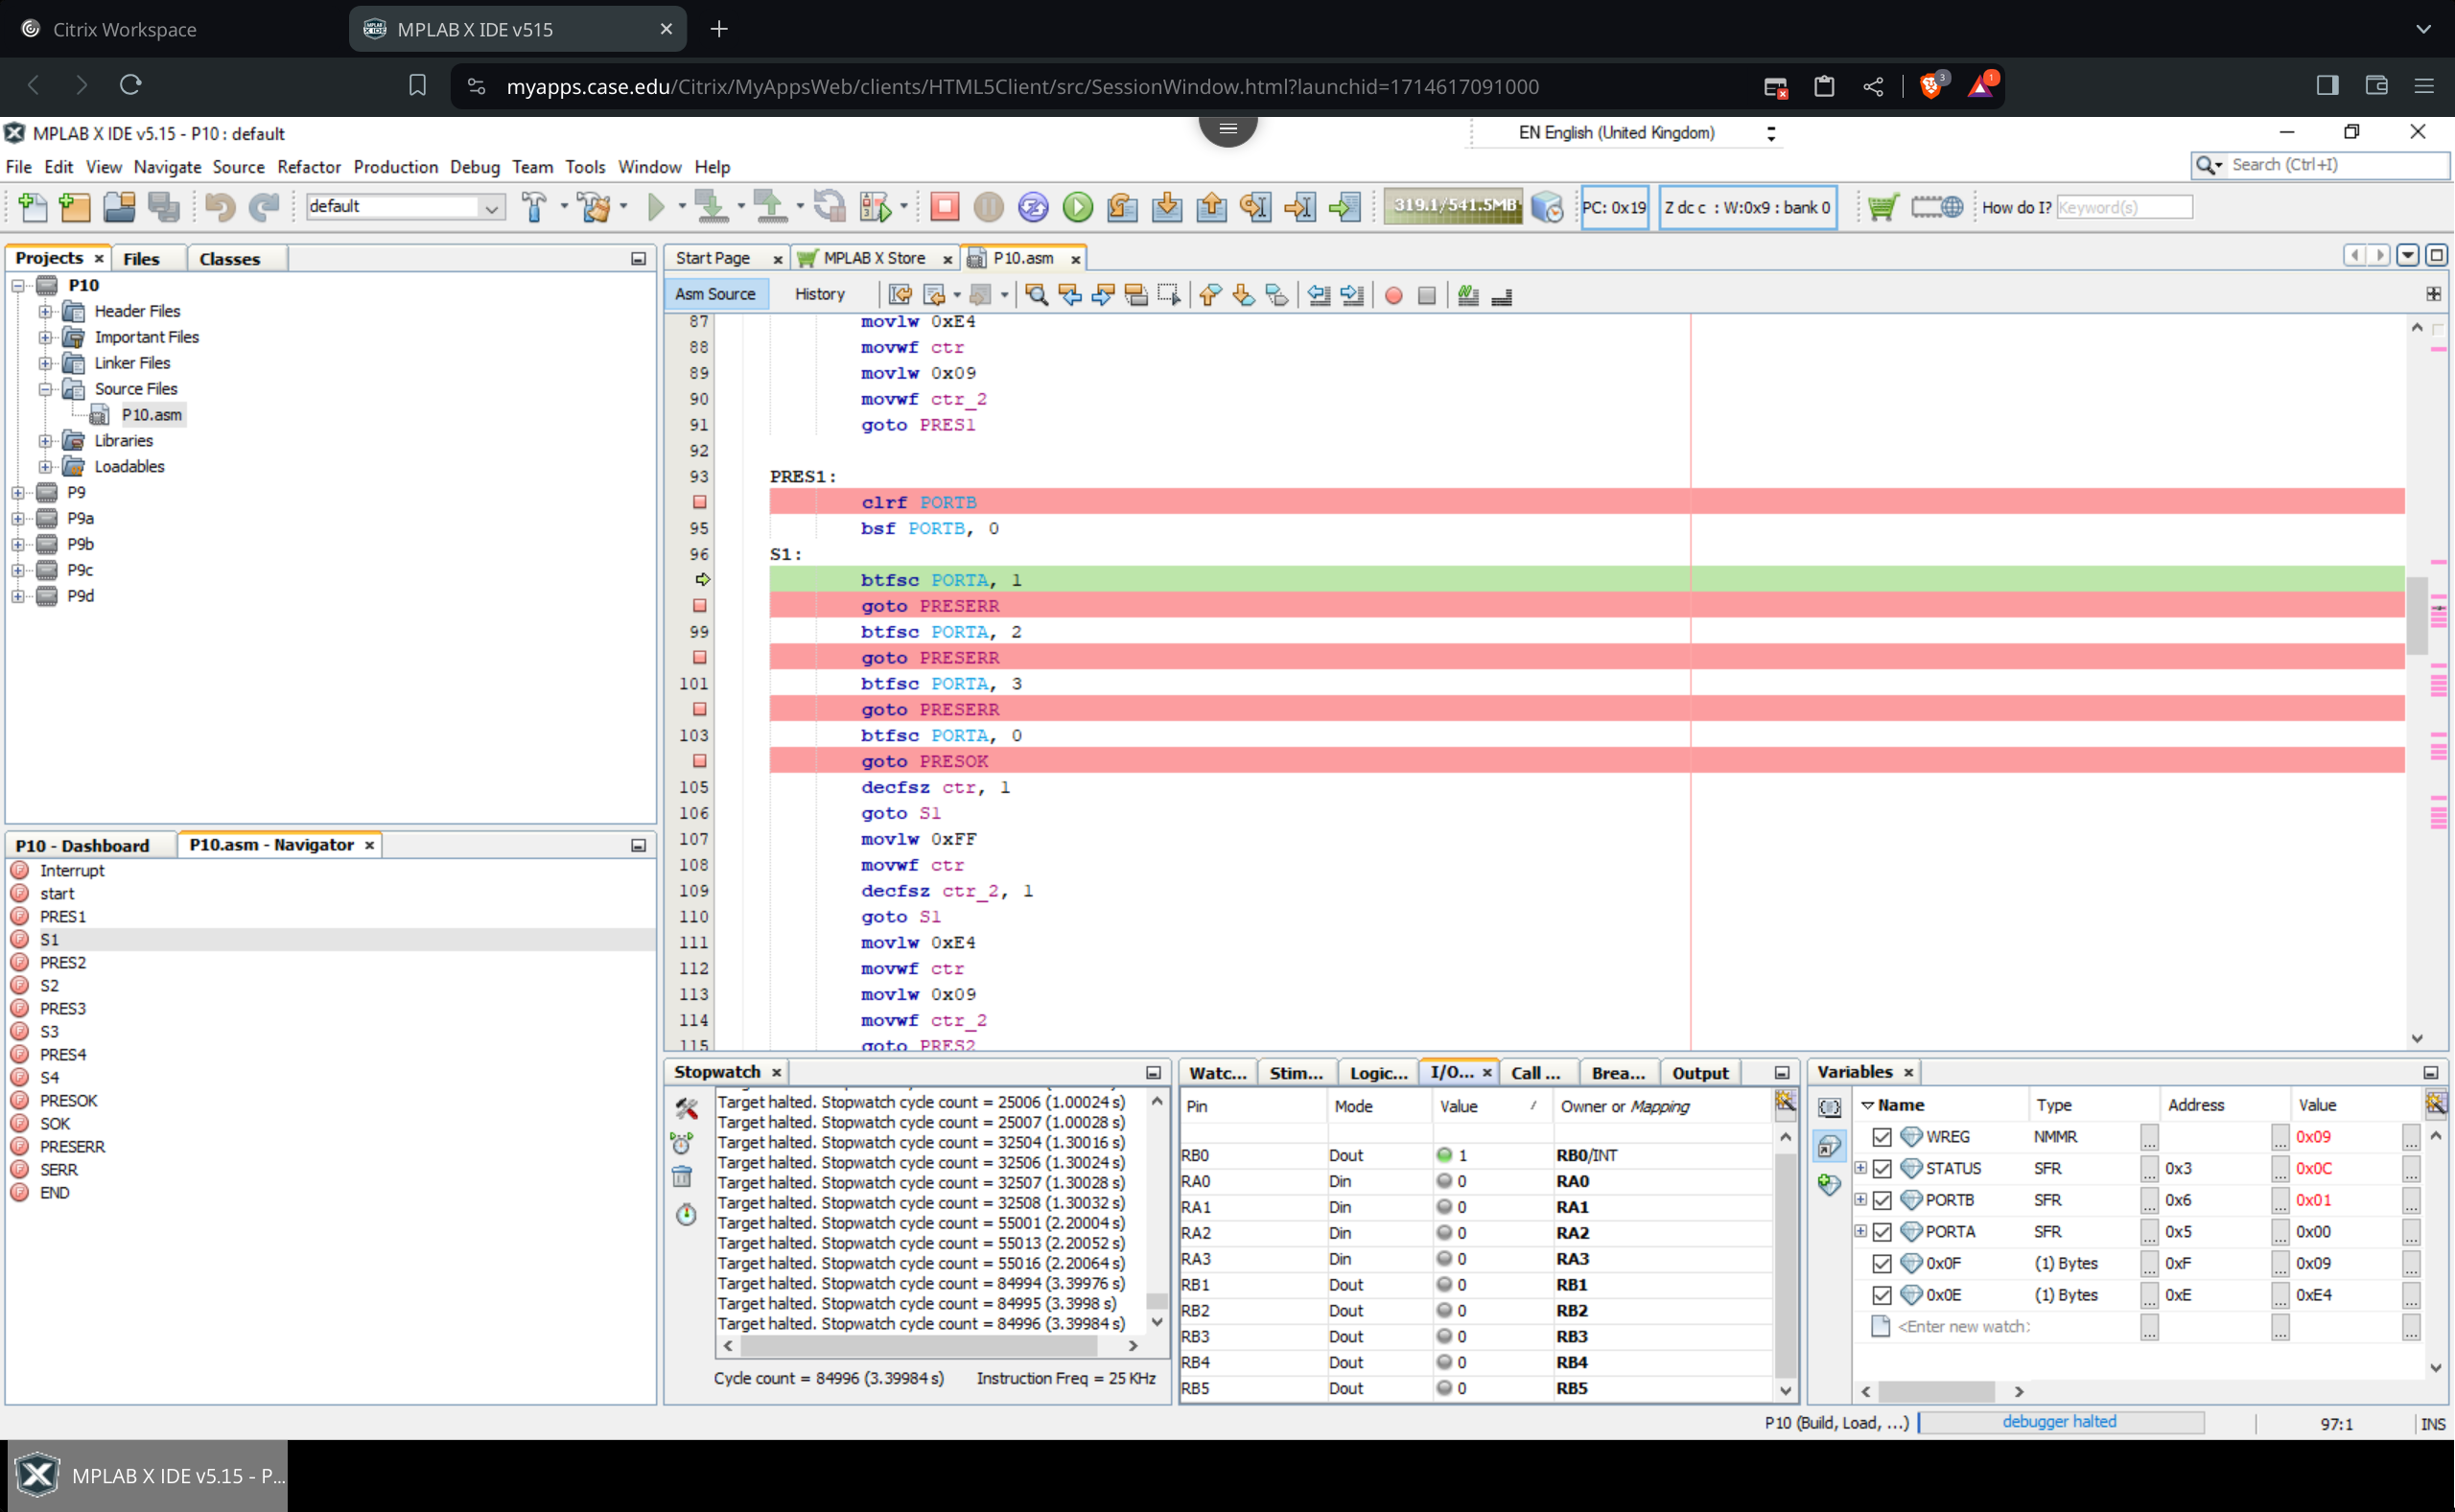 Citrix Workspace
MPLAB X IDE v515
myapps.case.edu/Citrix/MyAppsWeb/clients/HTML5Client/src/SessionWindow.html?launchid=1714617091000
3
1
MPLAB X IDE v5.15 - P10 : default
EN English (United Kingdom)
File Edit View Navigate Source Refactor Production Debug Team Tools Window Help
Search (Ctrl+I)
default
319.1/541.5MB
PC: 0x19
Z dc c : W:0x9 : bank 0
How do I? Keyword(s)
Projects Files Classes
P10
Header Files
Important Files
Linker Files
Source Files
P10.asm
Libraries
Loadables
P9
P9a
P9b
P9c
P9d
P10 - Dashboard P10.asm - Navigator
Interrupt
start
PRES1
S1
PRES2
S2
PRES3
S3
PRES4
S4
PRESOK
SOK
PRESERR
SERR
END
Start Page MPLAB X Store P10.asm
Asm Source History
87 movlw 0xE4
88 movwf ctr
89 movlw 0x09
90 movwf ctr_2
91 goto PRES1
92
93 PRES1:
clrf PORTB
95 bsf PORTB, 0
96 S1:
btfsc PORTA, 1
goto PRESERR
99 btfsc PORTA, 2
goto PRESERR
101 btfsc PORTA, 3
goto PRESERR
103 btfsc PORTA, 0
goto PRESOK
105 decfsz ctr, 1
106 goto S1
107 movlw 0xFF
108 movwf ctr
109 decfsz ctr_2, 1
110 goto S1
111 movlw 0xE4
112 movwf ctr
113 movlw 0x09
114 movwf ctr_2
115 goto PRES2
Stopwatch
Target halted. Stopwatch cycle count = 25006 (1.00024 s)
Target halted. Stopwatch cycle count = 25007 (1.00028 s)
Target halted. Stopwatch cycle count = 32504 (1.30016 s)
Target halted. Stopwatch cycle count = 32506 (1.30024 s)
Target halted. Stopwatch cycle count = 32507 (1.30028 s)
Target halted. Stopwatch cycle count = 32508 (1.30032 s)
Target halted. Stopwatch cycle count = 55001 (2.20004 s)
Target halted. Stopwatch cycle count = 55013 (2.20052 s)
Target halted. Stopwatch cycle count = 55016 (2.20064 s)
Target halted. Stopwatch cycle count = 84994 (3.39976 s)
Target halted. Stopwatch cycle count = 84995 (3.3998 s)
Target halted. Stopwatch cycle count = 84996 (3.39984 s)
Cycle count = 84996 (3.39984 s) Instruction Freq = 25 KHz
Watc... Stim... Logic... I/O... Call ... Brea... Output
Pin Mode Value / Owner or Mapping
RB0 Dout 1 RB0/INT
RA0 Din 0 RA0
RA1 Din 0 RA1
RA2 Din 0 RA2
RA3 Din 0 RA3
RB1 Dout 0 RB1
RB2 Dout 0 RB2
RB3 Dout 0 RB3
RB4 Dout 0 RB4
RB5 Dout 0 RB5
Variables
Name Type Address Value
WREG NMMR ... ... 0x09 ...
STATUS SFR ... 0x3 ... 0x0C ...
PORTB SFR ... 0x6 ... 0x01 ...
PORTA SFR ... 0x5 ... 0x00 ...
0x0F (1) Bytes ... 0xF ... 0x09 ...
0x0E (1) Bytes ... 0xE ... 0xE4 ...
<Enter new watch> ... ... ...
P10 (Build, Load, ...) debugger halted 97:1 INS
MPLAB X IDE v5.15 - P...